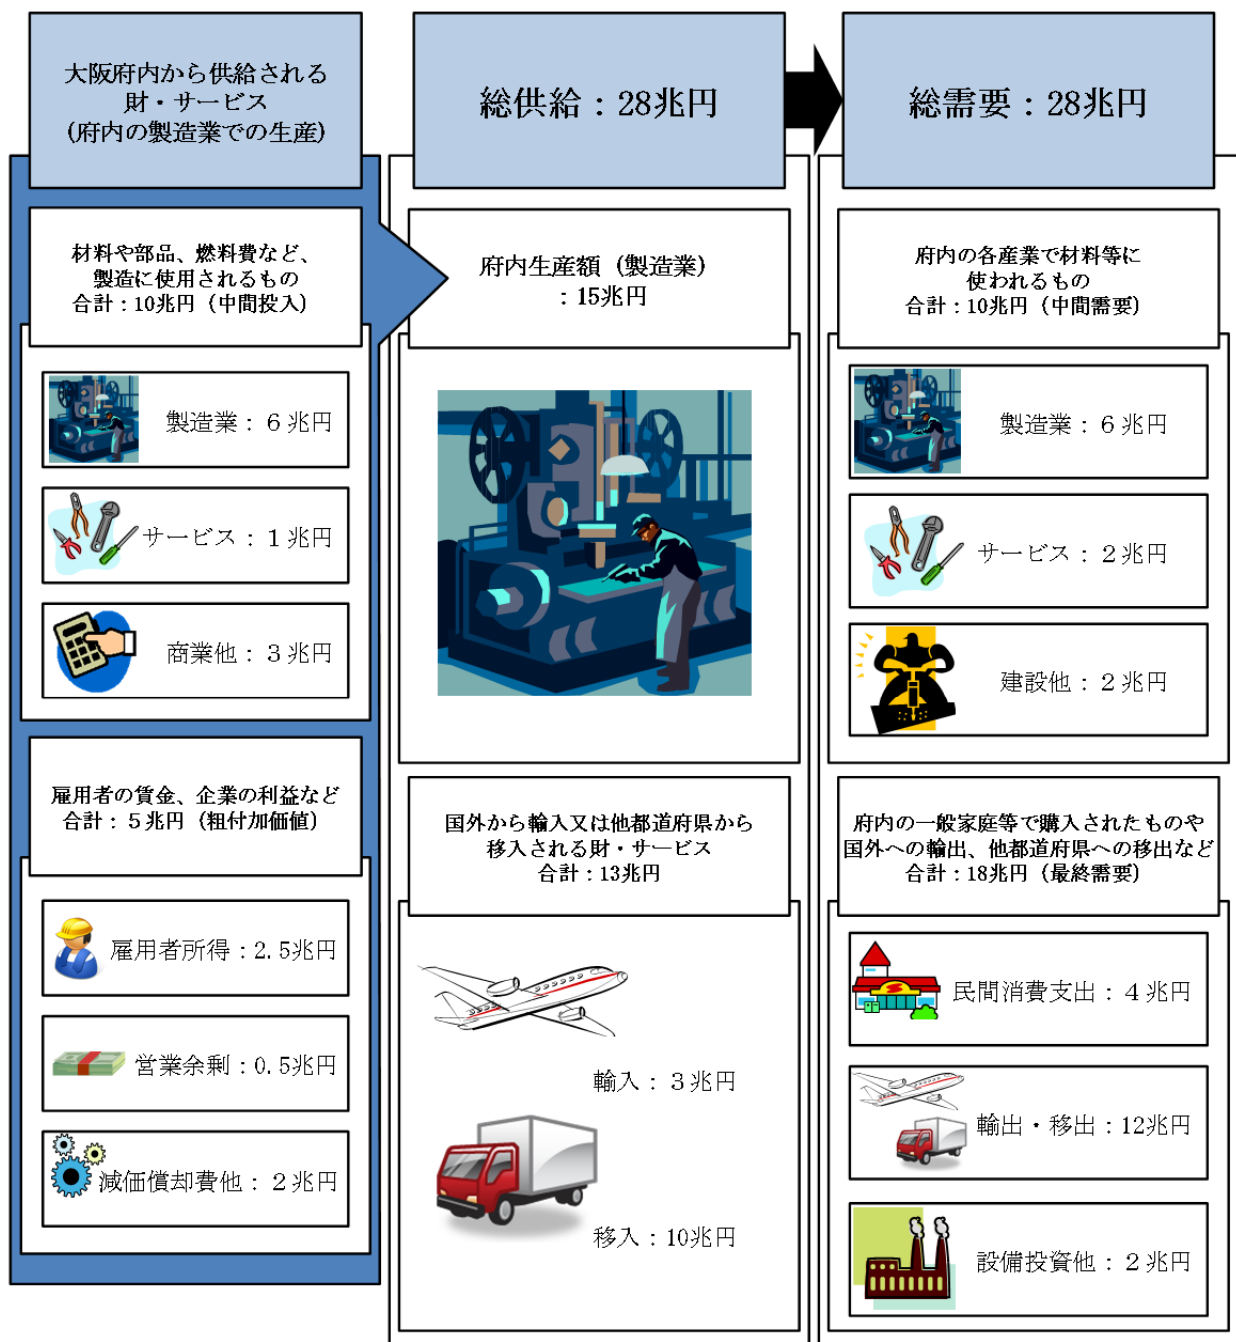 大阪府内から供給される
財・サービス
(府内の製造業での生産)
材料や部品、燃料費など、
製造に使用されるもの
合計：10兆円（中間投入）
製造業：６兆円
サービス：１兆円
商業他：３兆円
雇用者の賃金、企業の利益など
合計：５兆円（粗付加価値）
雇用者所得：2.5兆円
営業余剰：0.5兆円
減価償却費他：２兆円
総供給：28兆円
府内生産額（製造業）
：15兆円
国外から輸入又は他都道府県から
移入される財・サービス
合計：13兆円
輸入：３兆円
移入：10兆円
総需要：28兆円
府内の各産業で材料等に
使われるもの
合計：10兆円（中間需要）
製造業：６兆円
サービス：２兆円
建設他：２兆円
府内の一般家庭等で購入されたものや
国外への輸出、他都道府県への移出など
合計：18兆円（最終需要）
民間消費支出：４兆円
輸出・移出：12兆円
設備投資他：２兆円